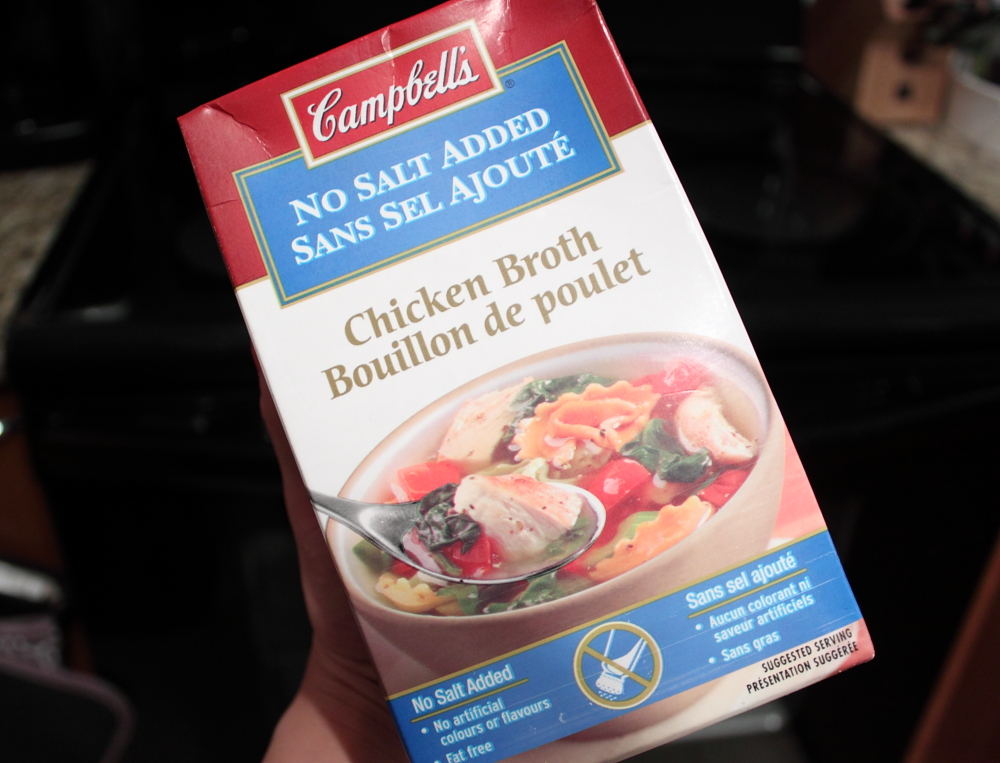 Campbell's®
NO SALT ADDED
SANS SEL AJOUTÉ
Chicken Broth
Bouillon de poulet
No Salt Added
• No artificial
colours or flavours
• Fat free
Sans sel ajouté
• Aucun colorant ni
saveur artificiels
• Sans gras
SUGGESTED SERVING
PRÉSENTATION SUGGÉRÉE